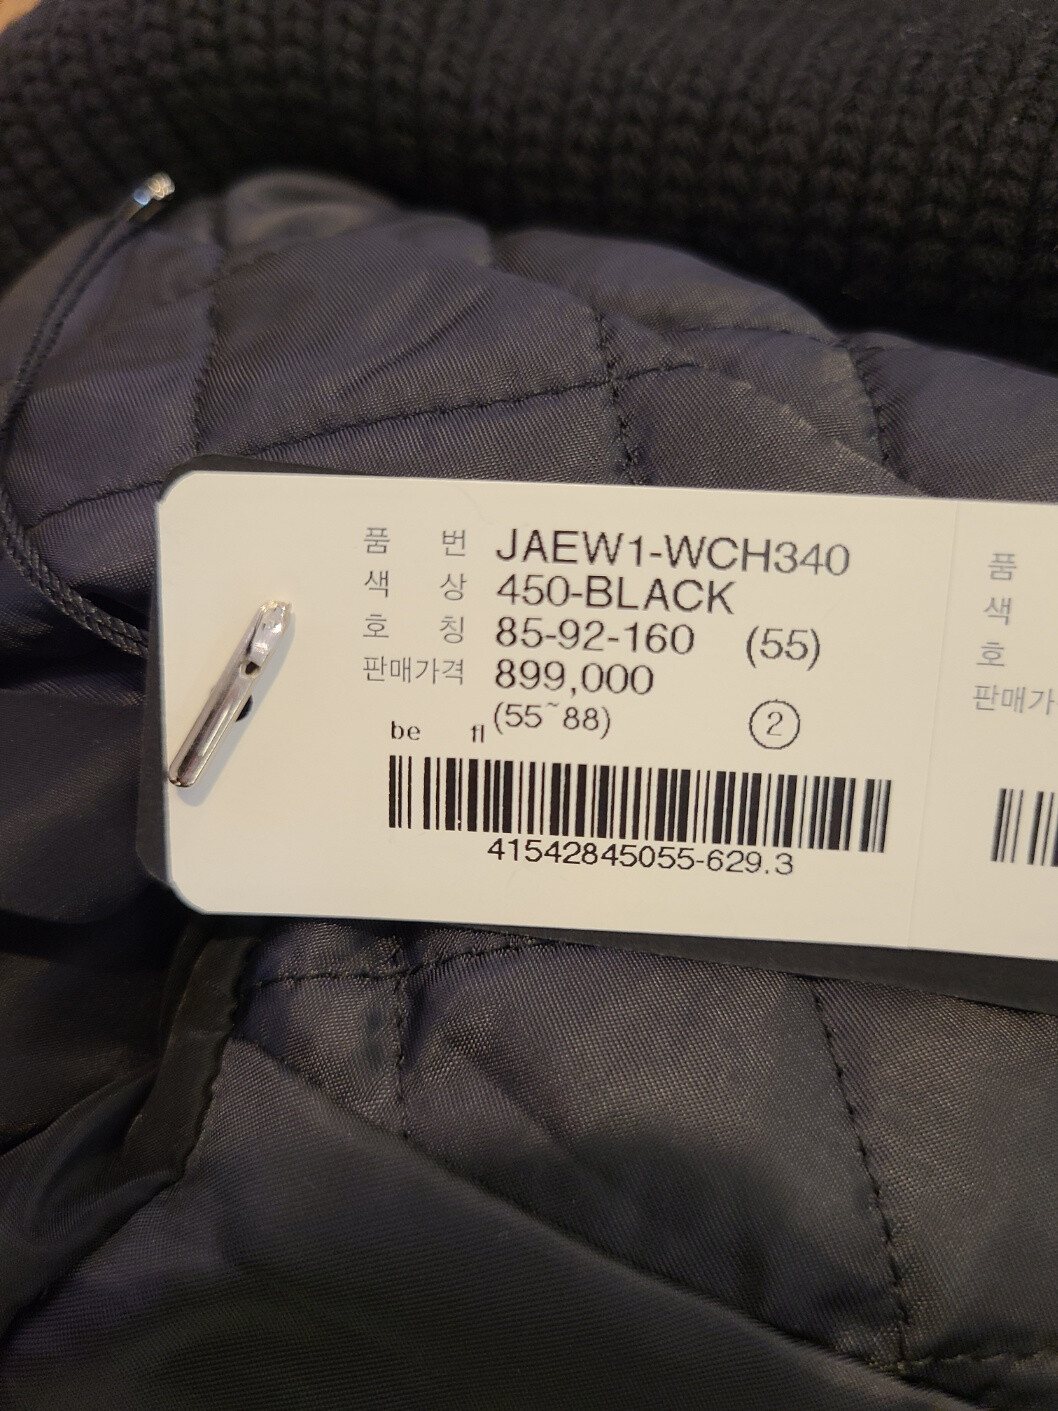 품 번 JAEW1-WCH340
색 상 450-BLACK
호 칭 85-92-160 (55)
판매가격 899,000
(55~88) ②
be fl
41542845055-629.3
품
색
호
판매가